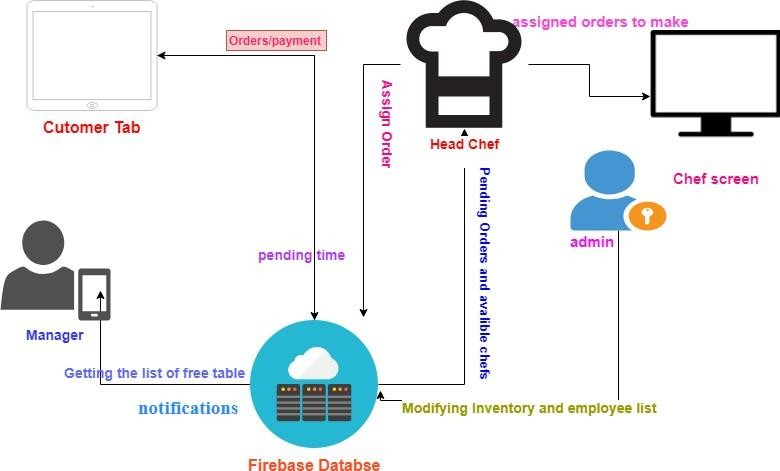 assigned orders to make
Orders/payment
Cutomer Tab
Assign Order
Head Chef
Chef screen
Pending Orders and avalible chefs
admin
pending time
Manager
Getting the list of free table
notifications
Modifying Inventory and employee list
Firebase Databse